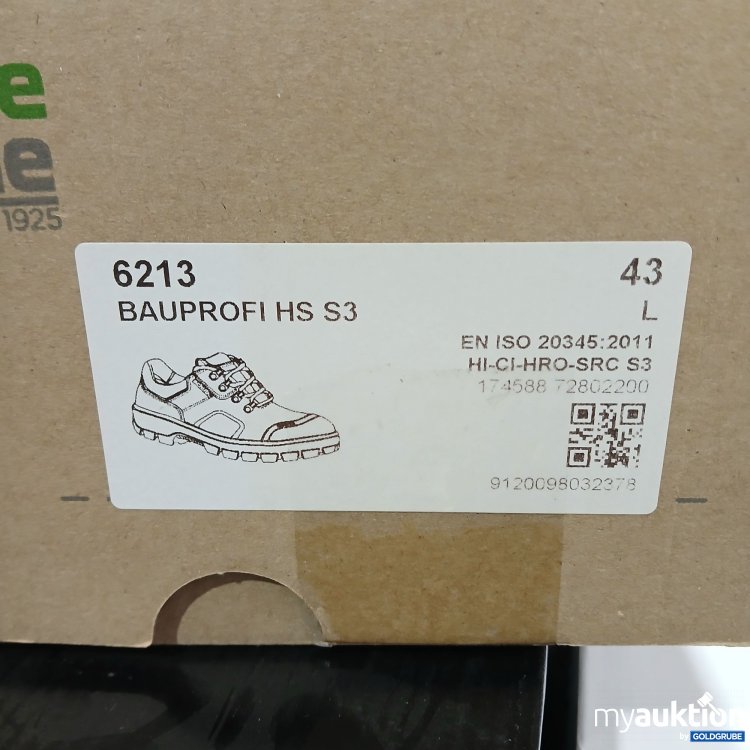 e
ne
1925
6213
43
BAUPROFI HS S3
L
EN ISO 20345:2011
HI-CI-HRO-SRC S3
174588 72802200
9120098032378
myauktion
by GOLDGRUBE